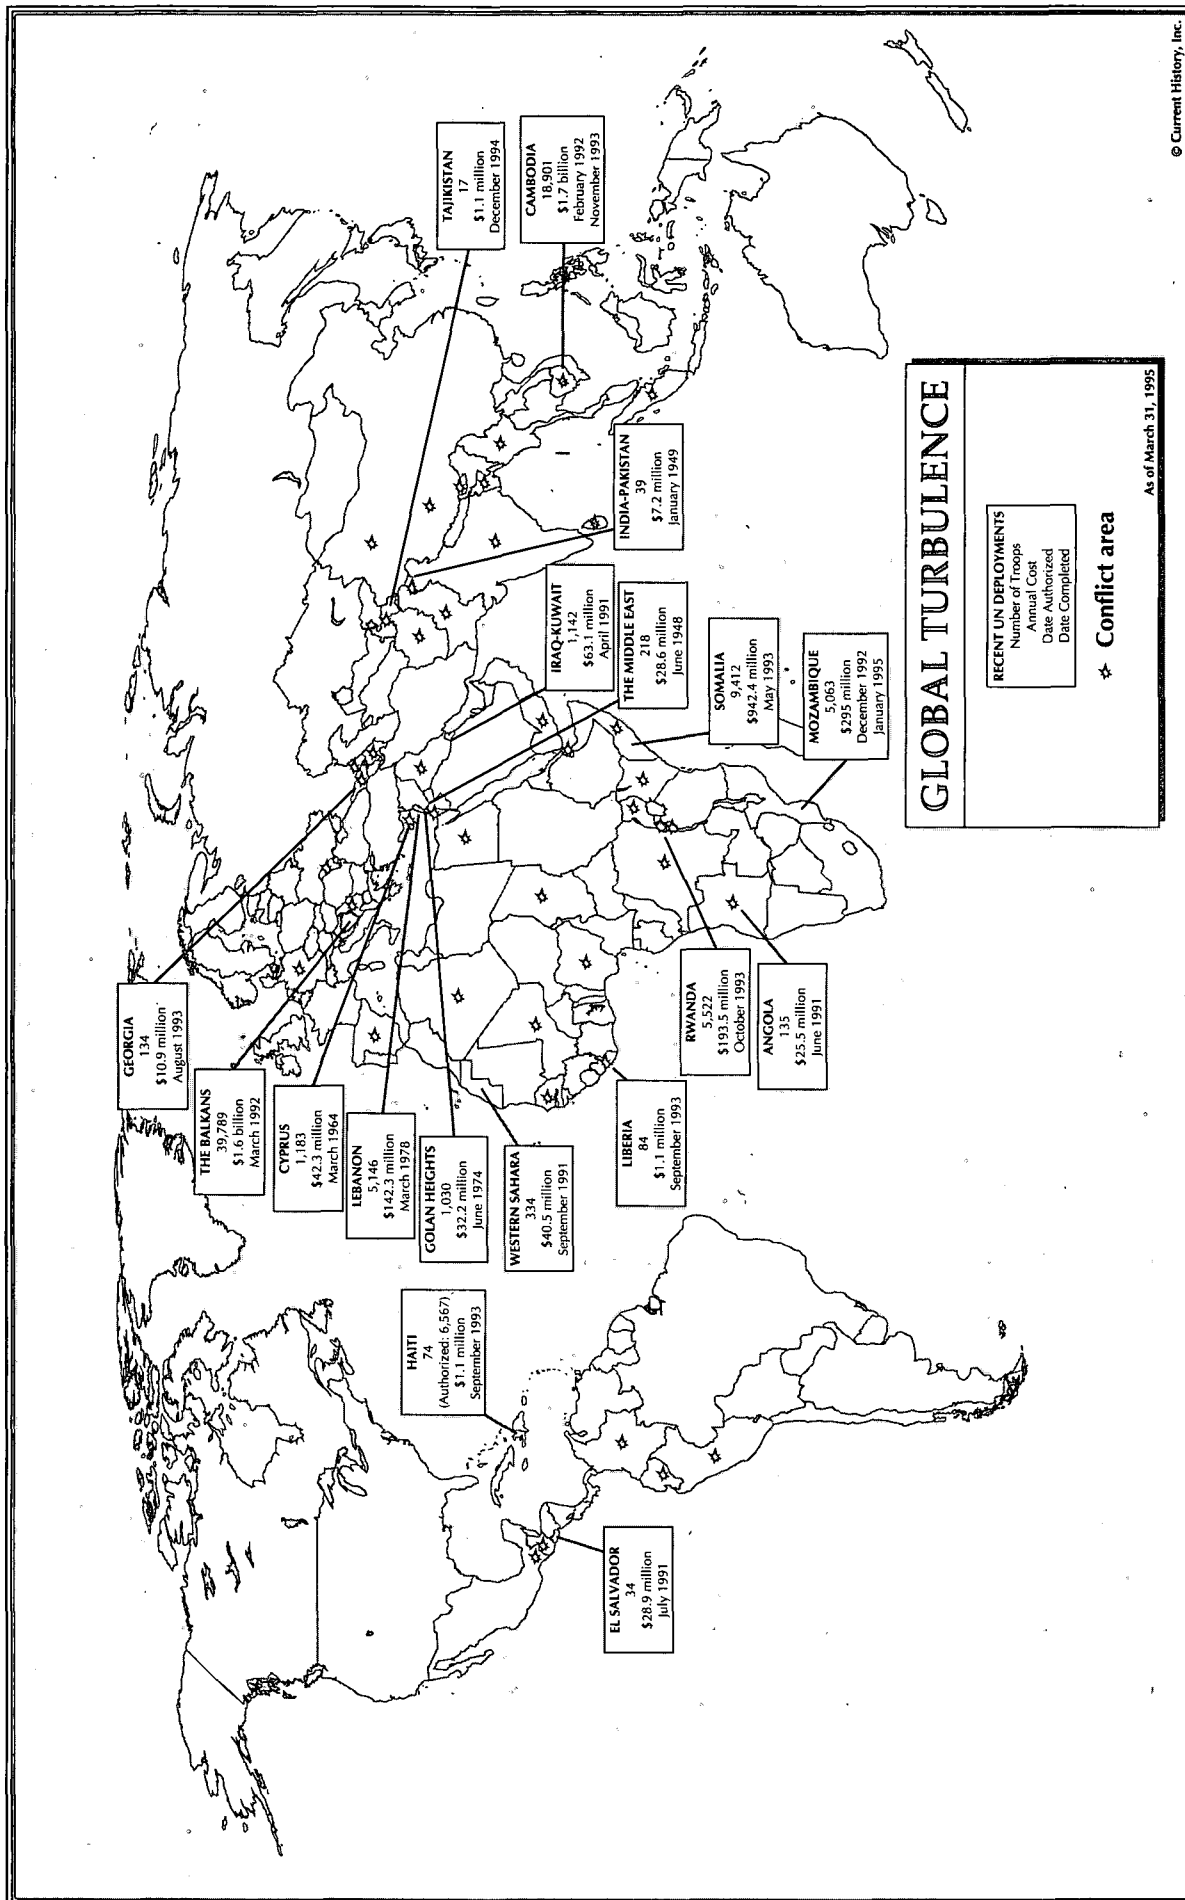 GEORGIA
134
$10.9 million
August 1993
THE BALKANS
39,789
$1.6 billion
March 1992
CYPRUS
1,183
$42.3 million
March 1964
LEBANON
5,146
$142.3 million
March 1978
GOLAN HEIGHTS
1,030
$32.2 million
June 1974
WESTERN SAHARA
334
$40.5 million
September 1991
HAITI
74
(Authorized: 6,567)
$1.1 million
September 1993
EL SALVADOR
34
$28.9 million
July 1991
LIBERIA
84
$1.1 million
September 1993
RWANDA
5,522
$193.5 million
October 1993
ANGOLA
135
$25.5 million
June 1991
TAJIKISTAN
17
$1.1 million
December 1994
CAMBODIA
18,901
$1.7 billion
February 1992
November 1993
INDIA-PAKISTAN
39
$7.2 million
January 1949
IRAQ-KUWAIT
1,142
$63.1 million
April 1991
THE MIDDLE EAST
218
$28.6 million
June 1948
SOMALIA
9,412
$942.4 million
May 1993
MOZAMBIQUE
5,063
$295 million
December 1992
January 1995
GLOBAL TURBULENCE
RECENT UN DEPLOYMENTS
Number of Troops
Annual Cost
Date Authorized
Date Completed
Conflict area
As of March 31, 1995
© Current History, Inc.